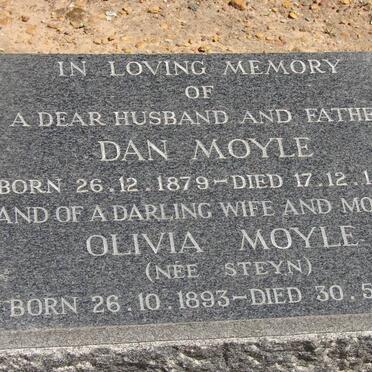 IN LOVING MEMORY
OF
A DEAR HUSBAND AND FATHE
DAN MOYLE
BORN 26.12.1879-DIED 17.12.1
AND OF A DARLING WIFE AND MO
OLIVIA MOYLE
(NEE STEYN)
BORN 26.10.1893-DIED 30.5